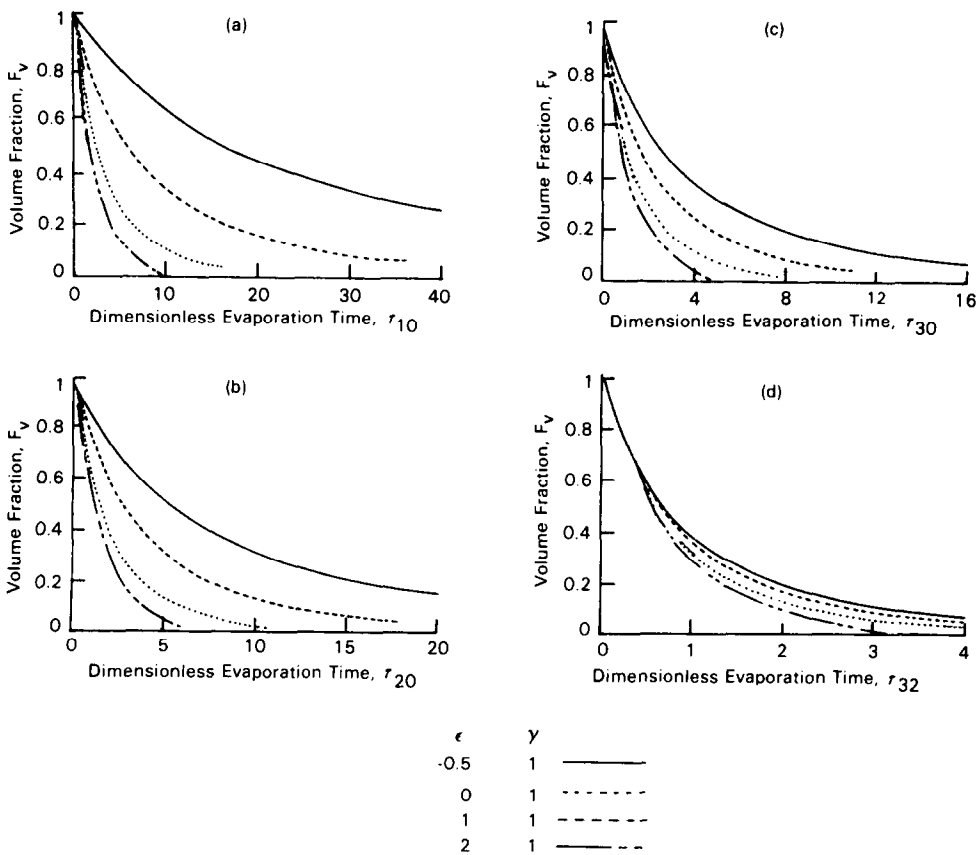 (a)
Volume Fraction, F_v
1
0.8
0.6
0.4
0.2
0
0 10 20 30 40
Dimensionless Evaporation Time, τ10
(c)
Volume Fraction, F_v
1
0.8
0.6
0.4
0.2
0
0 4 8 12 16
Dimensionless Evaporation Time, τ30
(b)
Volume Fraction, F_v
1
0.8
0.6
0.4
0.2
0
0 5 10 15 20
Dimensionless Evaporation Time, τ20
(d)
Volume Fraction, F_v
1
0.8
0.6
0.4
0.2
0
0 1 2 3 4
Dimensionless Evaporation Time, τ32
ϵ γ
-0.5 1
0 1
1 1
2 1